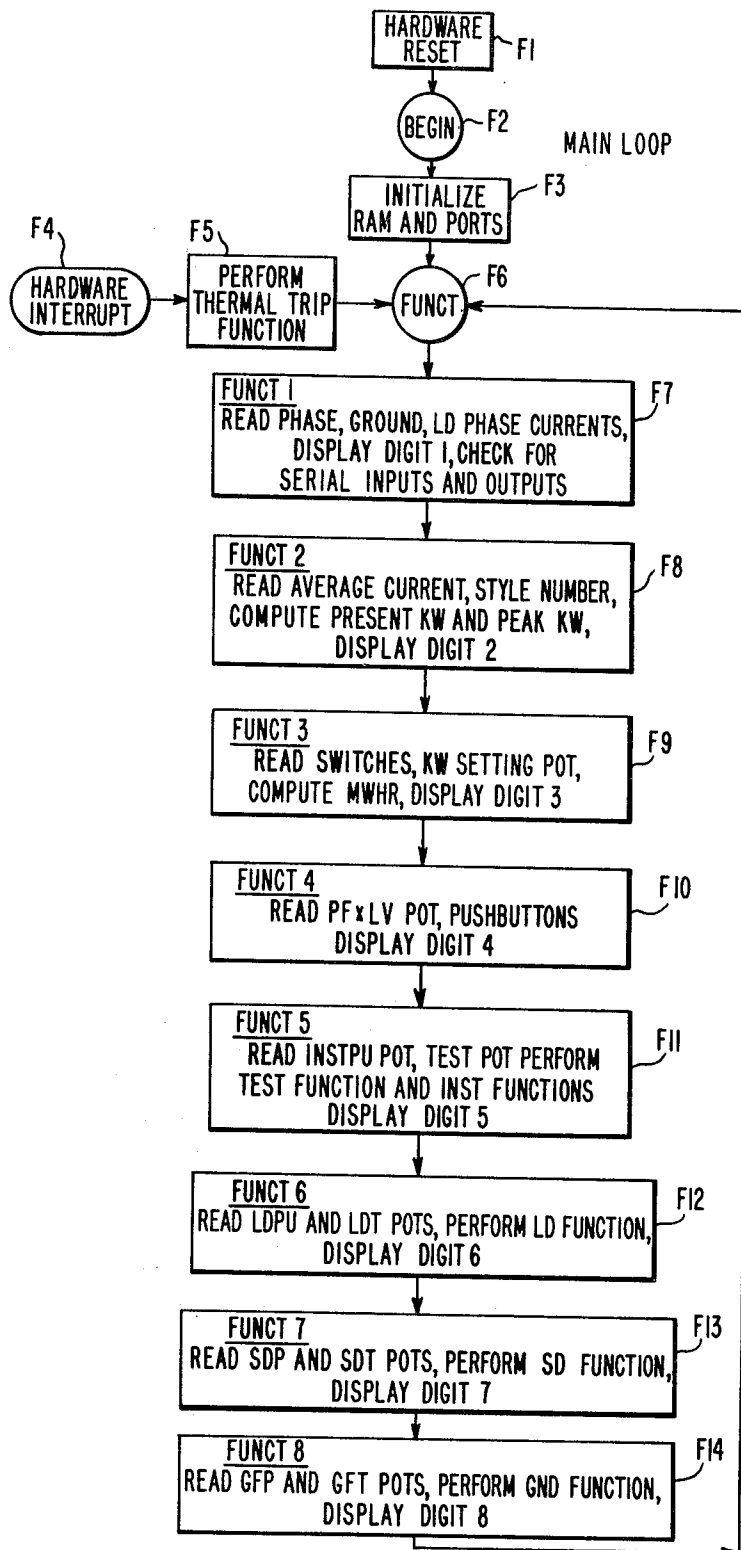 HARDWARE
RESET
F1
BEGIN
F2
MAIN LOOP
INITIALIZE
RAM AND PORTS
F3
F4
HARDWARE
INTERRUPT
F5
PERFORM
THERMAL TRIP
FUNCTION
F6
FUNCT
F7
FUNCT 1
READ PHASE, GROUND, LD PHASE CURRENTS,
DISPLAY DIGIT 1, CHECK FOR
SERIAL INPUTS AND OUTPUTS
F8
FUNCT 2
READ AVERAGE CURRENT, STYLE NUMBER,
COMPUTE PRESENT KW AND PEAK KW,
DISPLAY DIGIT 2
F9
FUNCT 3
READ SWITCHES, KW SETTING POT,
COMPUTE MWHR, DISPLAY DIGIT 3
F10
FUNCT 4
READ PF x LV POT, PUSHBUTTONS
DISPLAY DIGIT 4
F11
FUNCT 5
READ INSTPU POT, TEST POT PERFORM
TEST FUNCTION AND INST FUNCTIONS
DISPLAY DIGIT 5
F12
FUNCT 6
READ LDPU AND LDT POTS, PERFORM LD FUNCTION,
DISPLAY DIGIT 6
F13
FUNCT 7
READ SDP AND SDT POTS, PERFORM SD FUNCTION,
DISPLAY DIGIT 7
F14
FUNCT 8
READ GFP AND GFT POTS, PERFORM GND FUNCTION,
DISPLAY DIGIT 8